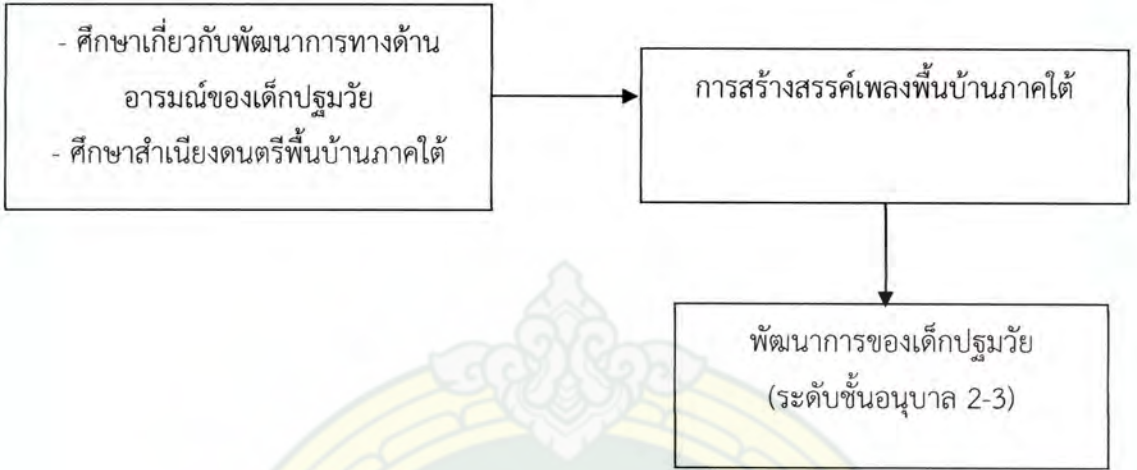 - ศึกษาเกี่ยวกับพัฒนาการทางด้าน
อารมณ์ของเด็กปฐมวัย
- ศึกษาสำเนียงดนตรีพื้นบ้านภาคใต้
การสร้างสรรค์เพลงพื้นบ้านภาคใต้
พัฒนาการของเด็กปฐมวัย
(ระดับชั้นอนุบาล 2-3)